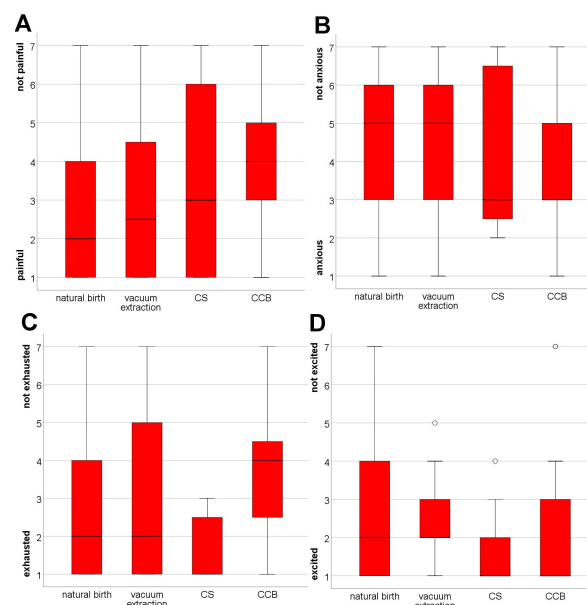 A
not painful
painful
7
6
5
4
3
2
1
natural birth
vacuum
extraction
CS
CCB
B
not anxious
anxious
7
6
5
4
3
2
1
natural birth
vacuum
extraction
CS
CCB
C
not exhausted
exhausted
7
6
5
4
3
2
1
natural birth
vacuum
extraction
CS
CCB
D
not excited
excited
7
6
5
4
3
2
1
natural birth
vacuum
extraction
CS
CCB